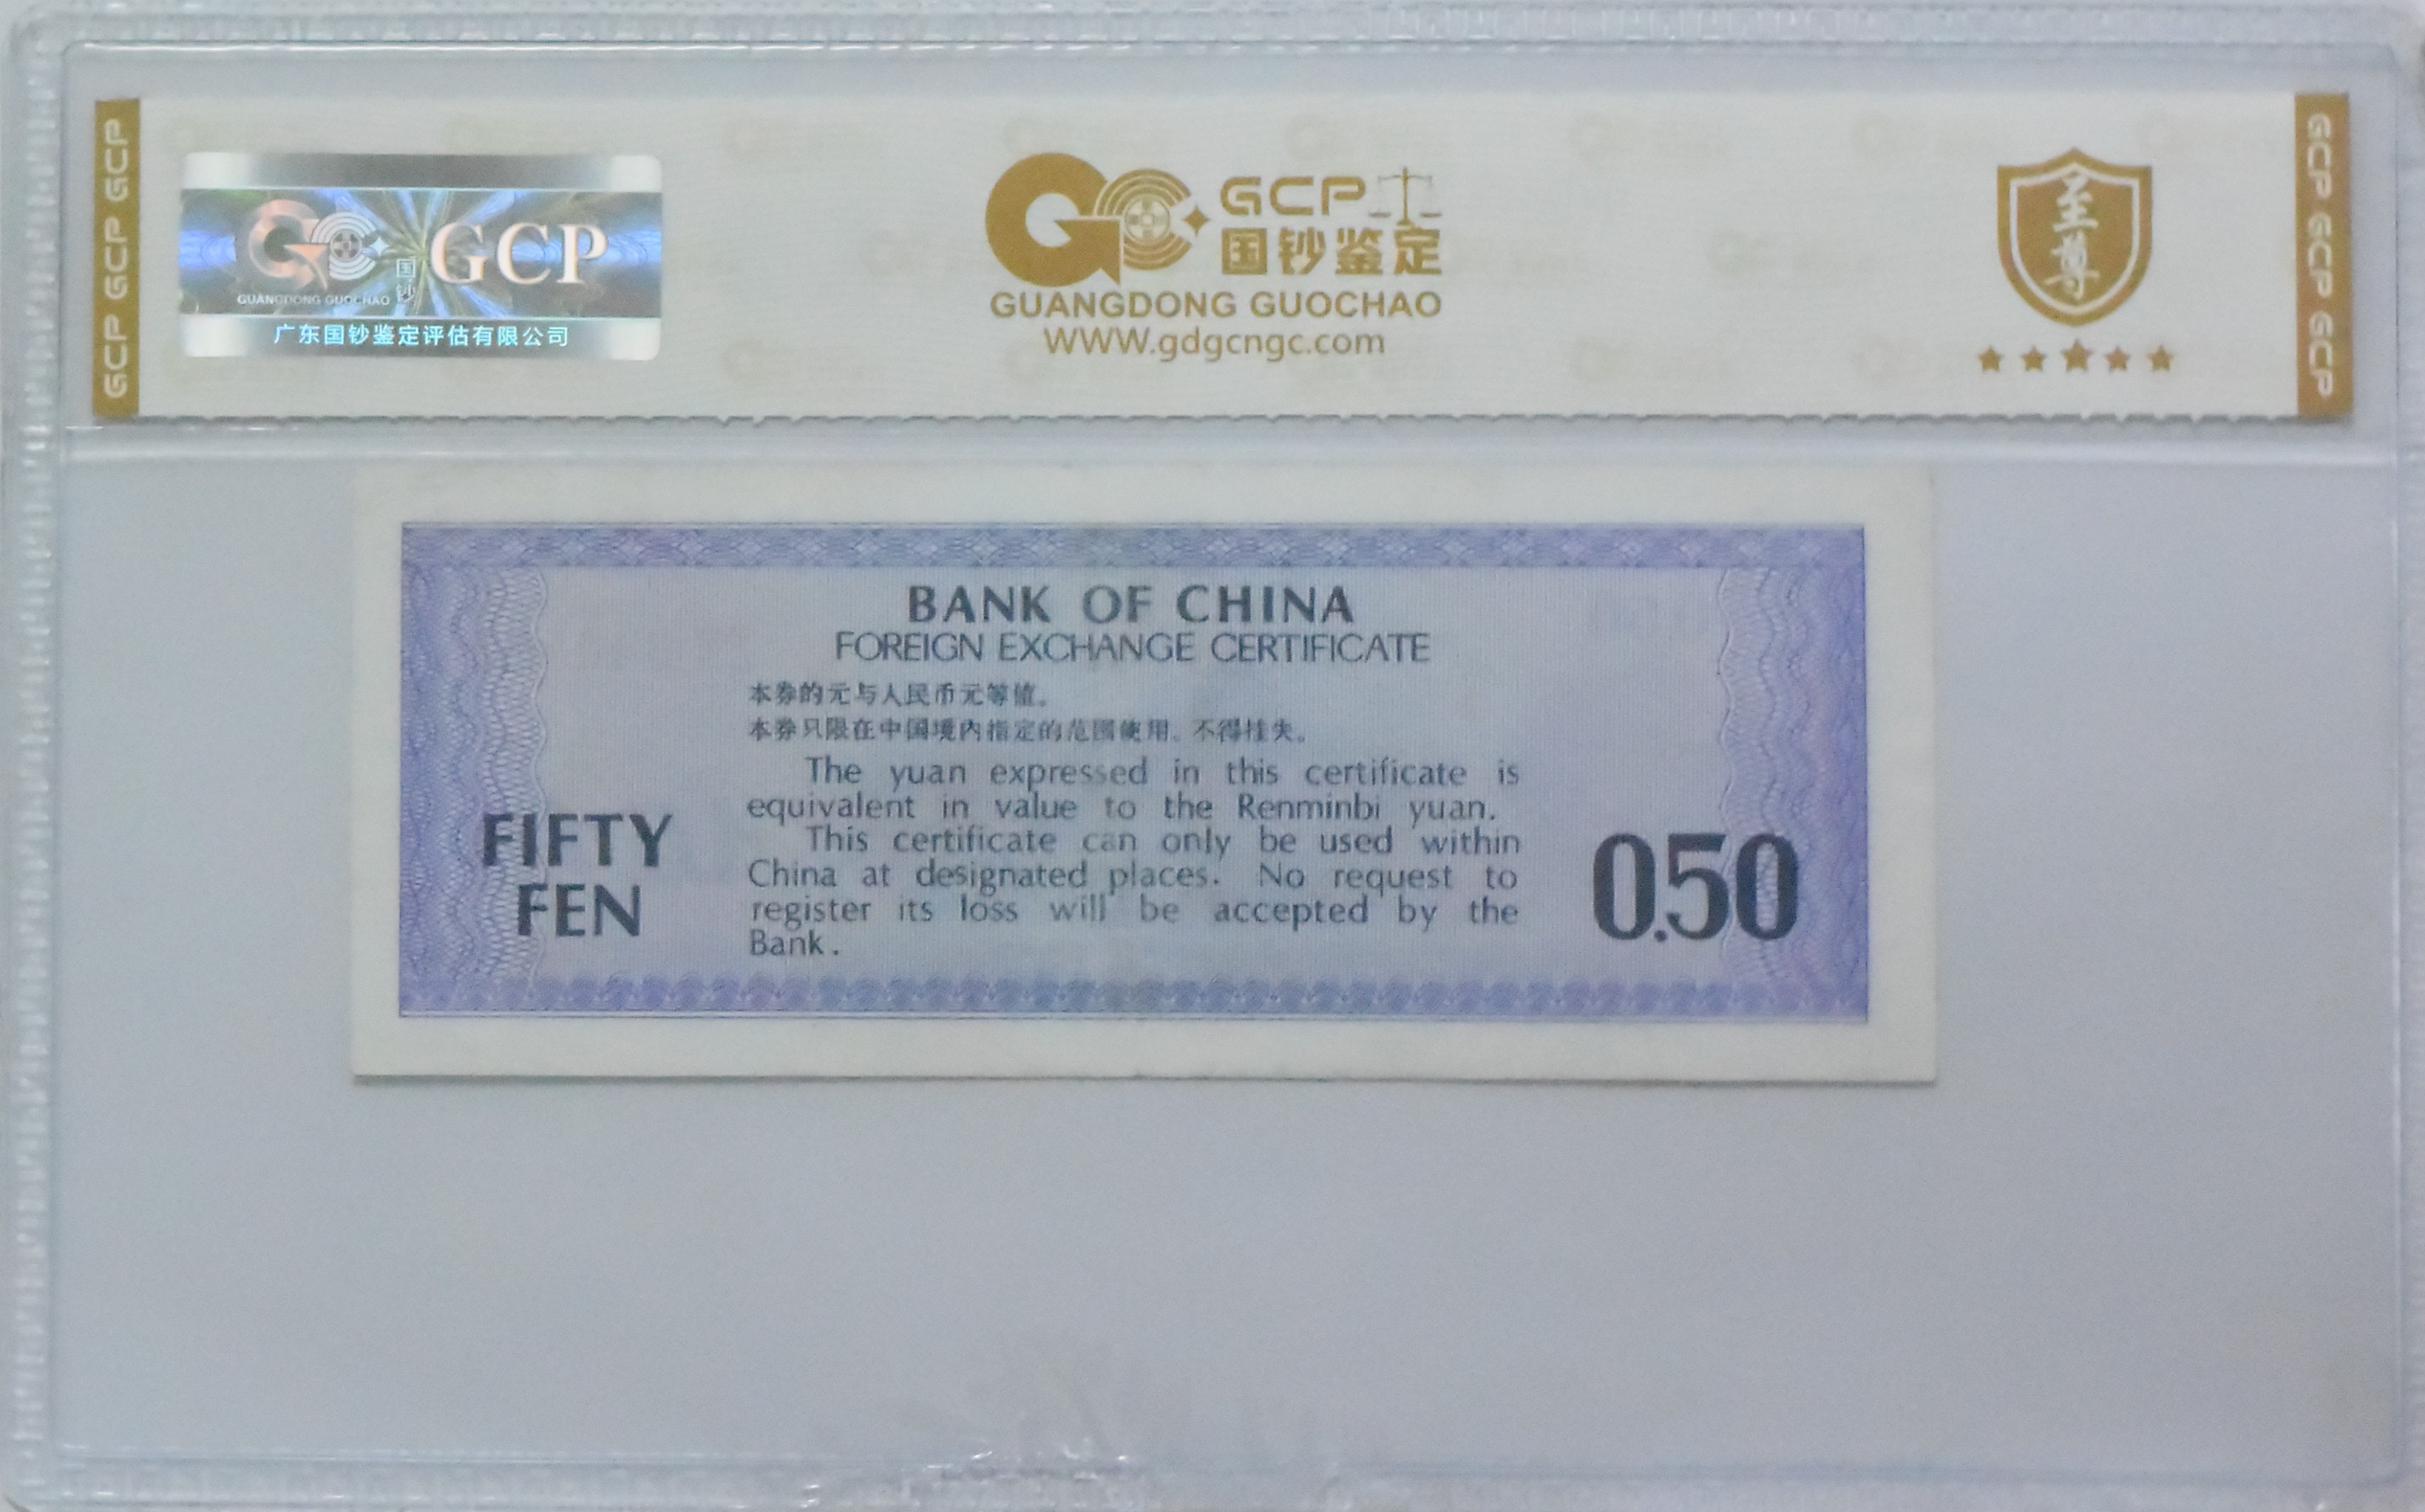 GCP GCP GCP
国钞
GCP
GUANGDONG GUOCHAO
广东国钞鉴定评估有限公司
GCP
国钞鉴定
GUANGDONG GUOCHAO
WWW.gdgcngc.com
至尊
GCP GCP GCP
BANK OF CHINA
FOREIGN EXCHANGE CERTIFICATE
本券的元与人民币元等值。
本券只限在中国境内指定的范围使用。不得挂失。
The yuan expressed in this certificate is
equivalent in value to the Renminbi yuan.
This certificate can only be used within
China at designated places. No request to
register its loss will be accepted by the
Bank.
FIFTY
FEN
0.50